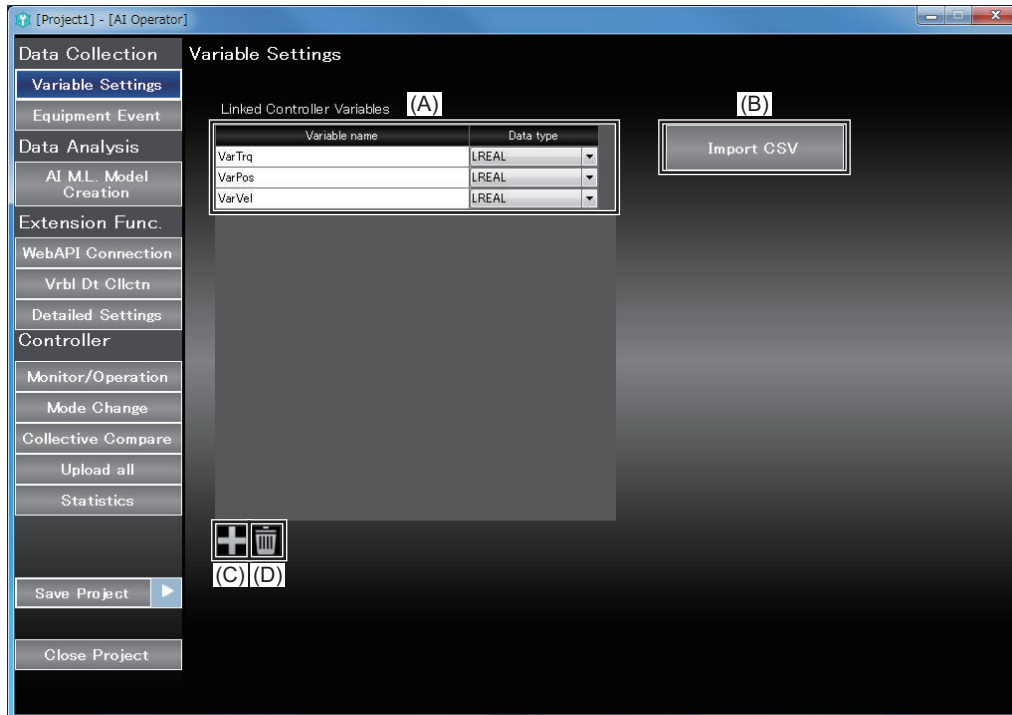 [Project1] - [AI Operator]
Data Collection
Variable Settings
Equipment Event
Data Analysis
AI M.L. Model
Creation
Extension Func.
WebAPI Connection
Vrbl Dt Cllctn
Detailed Settings
Controller
Monitor/Operation
Mode Change
Collective Compare
Upload all
Statistics
Save Project
Close Project
Variable Settings
Linked Controller Variables (A)
Variable name Data type
VarTrq LREAL
VarPos LREAL
VarVel LREAL
(B)
Import CSV
(C) (D)